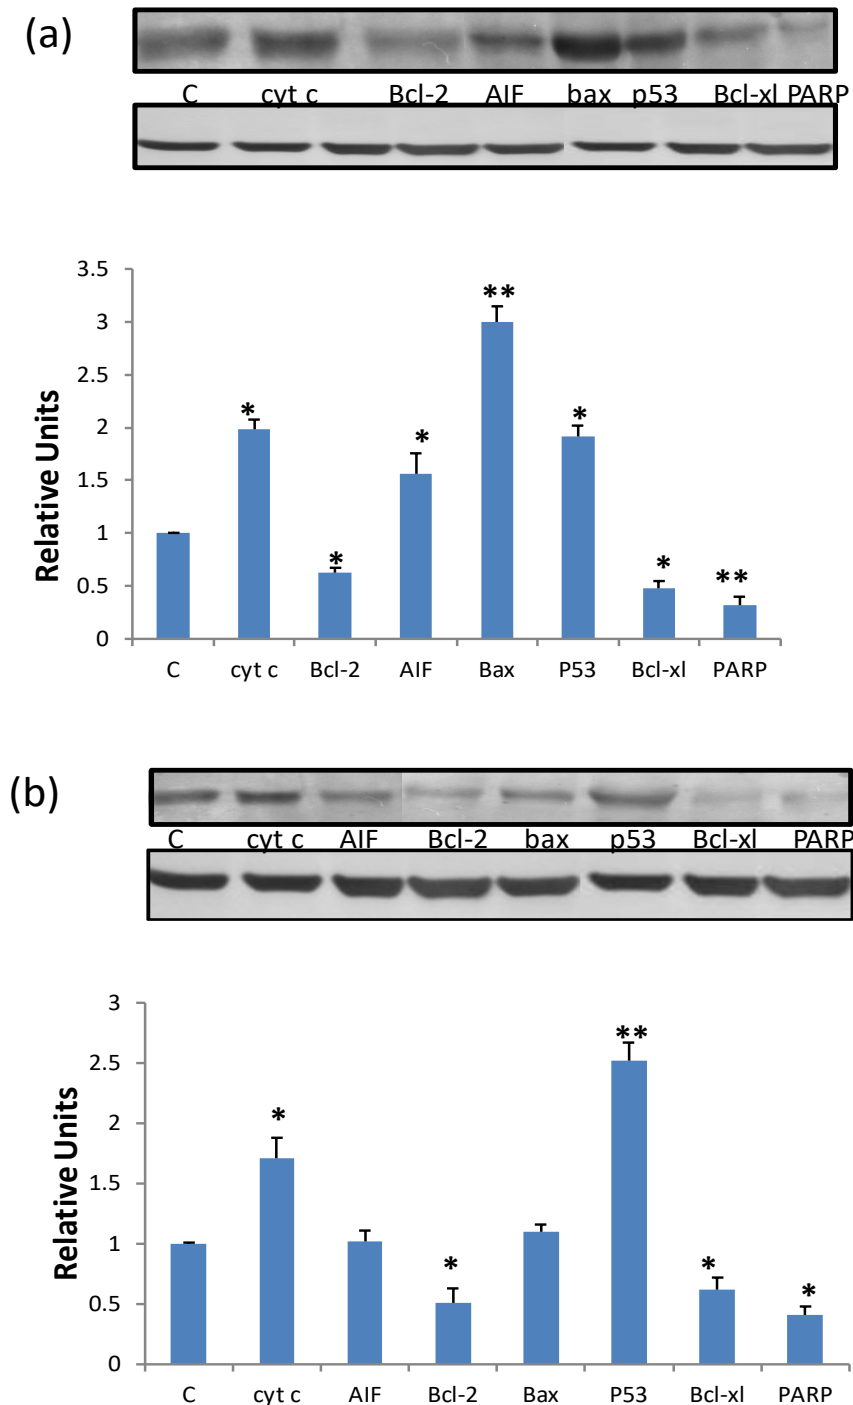 (a)
C cyt c Bcl-2 AIF bax p53 Bcl-xl PARP
3.5
3
2.5
2
1.5
1
0.5
0
Relative Units
* * * ** * * **
C cyt c Bcl-2 AIF Bax P53 Bcl-xl PARP
(b)
C cyt c AIF Bcl-2 bax p53 Bcl-xl PARP
3
2.5
2
1.5
1
0.5
0
Relative Units
* * ** * *
C cyt c AIF Bcl-2 Bax P53 Bcl-xl PARP